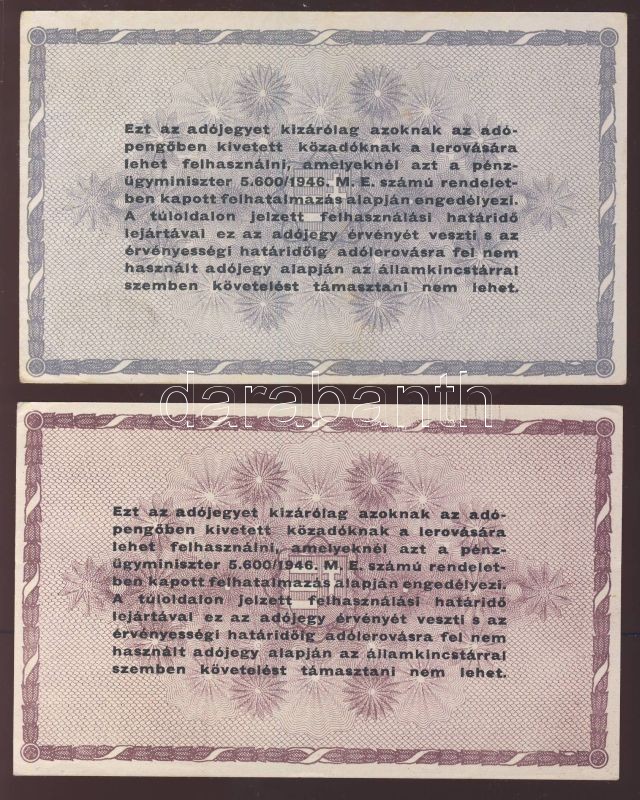 Ezt az adójegyet kizárólag azoknak az adó-
pengőben kivetett közadóknak a lerovására
lehet felhasználni, amelyeknél azt a pénz-
ügyminiszter 5.600/1946. M. E. számú rendelet-
ben kapott felhatalmazás alapján engedélyezi.
A túloldalon jelzett felhasználási határidő
lejártával ez az adójegy érvényét veszti s az
érvényességi határidőig adólerovásra fel nem
használt adójegy alapján az államkincstárral
szemben követelést támasztani nem lehet.
darabanth
Ezt az adójegyet kizárólag azoknak az adó-
pengőben kivetett közadóknak a lerovására
lehet felhasználni, amelyeknél azt a pénz-
ügyminiszter 5.600/1946. M. E. számú rendelet-
ben kapott felhatalmazás alapján engedélyezi.
A túloldalon jelzett felhasználási határidő
lejártával ez az adójegy érvényét veszti s az
érvényességi határidőig adólerovásra fel nem
használt adójegy alapján az államkincstárral
szemben követelést támasztani nem lehet.